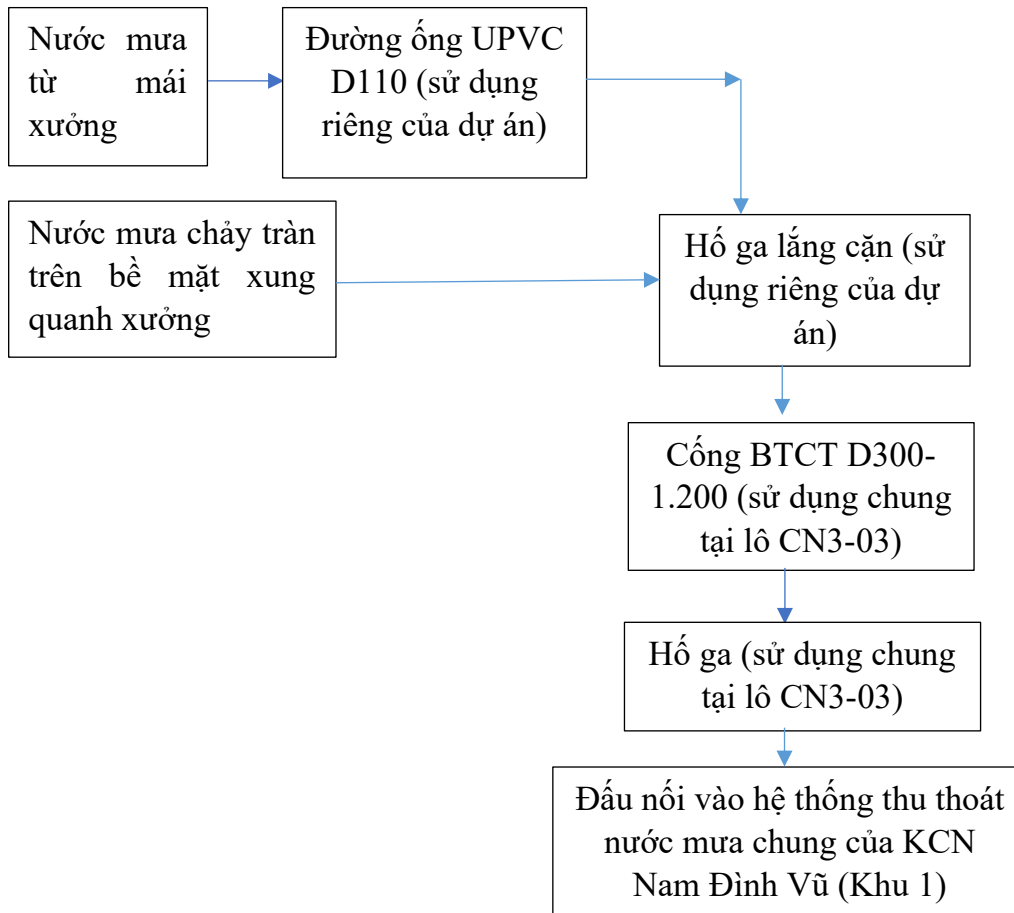 Nước mưa
từ mái
xưởng
Đường ống UPVC
D110 (sử dụng
riêng của dự án)
Nước mưa chảy tràn
trên bề mặt xung
quanh xưởng
Hố ga lắng cặn (sử
dụng riêng của dự
án)
Cống BTCT D300-
1.200 (sử dụng chung
tại lô CN3-03)
Hố ga (sử dụng chung
tại lô CN3-03)
Đấu nối vào hệ thống thu thoát
nước mưa chung của KCN
Nam Đình Vũ (Khu 1)